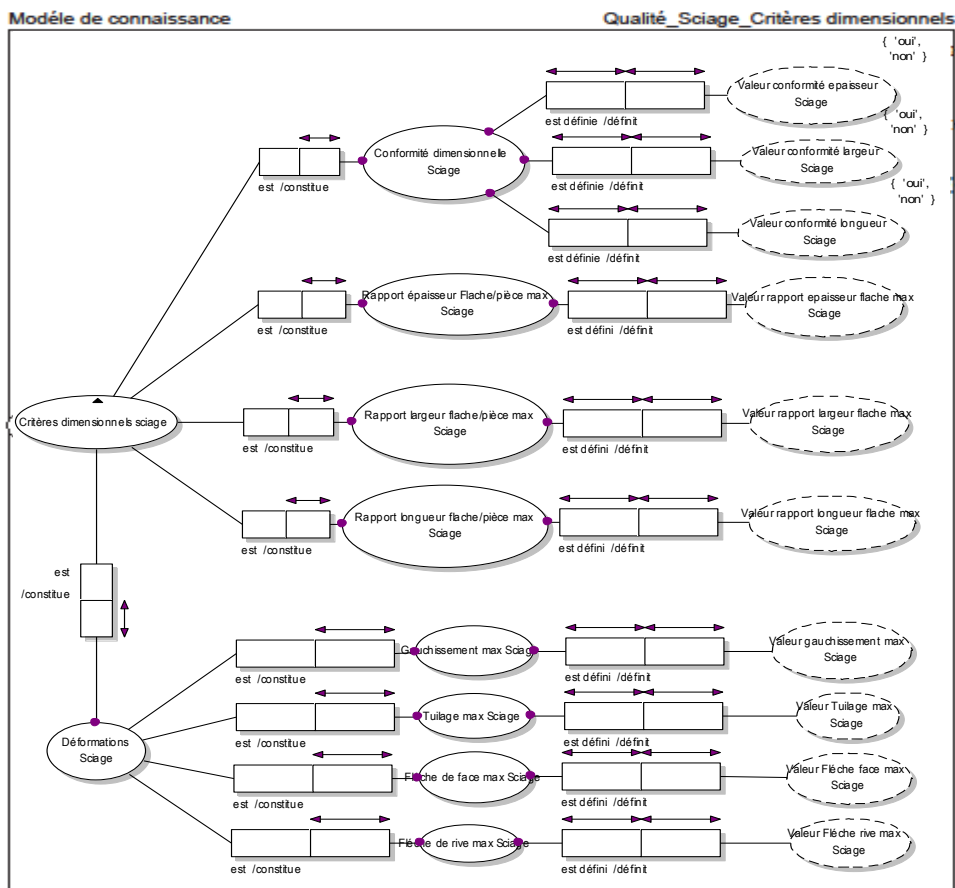 Modéle de connaissance
Qualité_Sciage_Critères dimensionnels
{ 'oui',
'non' }
Valeur conformité epaisseur
Sciage
est définie /définit
{ 'oui',
'non' }
Conformité dimensionnelle
Sciage
est /constitue
Valeur conformité largeur
Sciage
est définie /définit
{ 'oui',
'non' }
Valeur conformité longueur
Sciage
est définie /définit
Rapport épaisseur Flache/pièce max
Sciage
est /constitue
Valeur rapport epaisseur flache max
Sciage
est défini /définit
Critères dimensionnels sciage
Rapport largeur flache/pièce max
Sciage
est /constitue
Valeur rapport largeur flache max
Sciage
est défini /définit
Rapport longueur flache/pièce max
Sciage
est /constitue
Valeur rapport longueur flache max
Sciage
est défini /définit
est
/constitue
Gauchissement max Sciage
est /constitue
Valeur gauchissement max
Sciage
est défini /définit
Déformations
Sciage
Tuilage max Sciage
est /constitue
Valeur Tuilage max
Sciage
est défini /définit
Fléche de face max Sciage
est /constitue
Valeur Fléche face max
Sciage
est défini /définit
Fléche de rive max Sciage
est /constitue
Valeur Fléche rive max
Sciage
est défini /définit